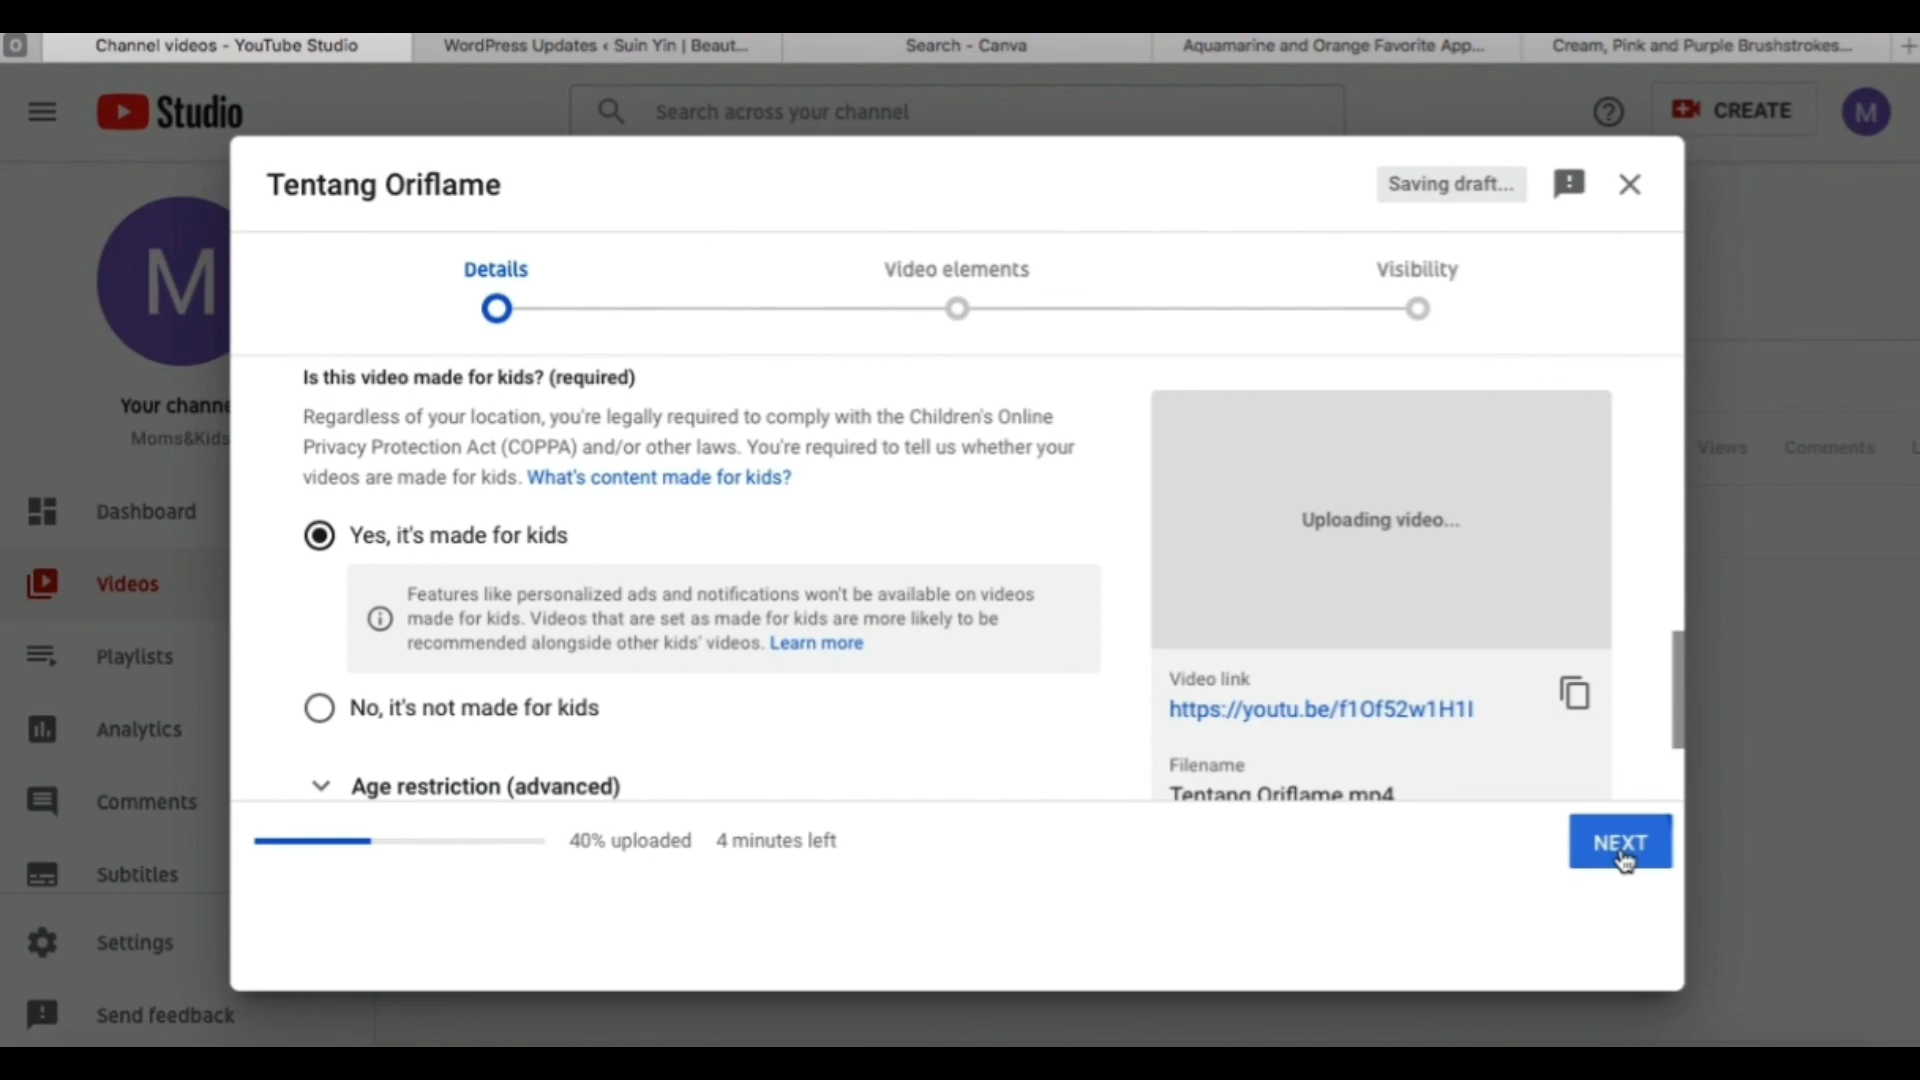 Channel videos - YouTube Studio
WordPress Updates ‹ Suin Yin | Beaut...
Search - Canva
Aquamarine and Orange Favorite App...
Cream, Pink and Purple Brushstrokes...
Studio
Search across your channel
CREATE
M
Tentang Oriflame
Saving draft...
Details
Video elements
Visibility
M
Your channe
Moms&Kids
Dashboard
Videos
Playlists
Analytics
Comments
Subtitles
Settings
Send feedback
Is this video made for kids? (required)
Regardless of your location, you're legally required to comply with the Children's Online
Privacy Protection Act (COPPA) and/or other laws. You're required to tell us whether your
videos are made for kids. What's content made for kids?
Yes, it's made for kids
Features like personalized ads and notifications won't be available on videos
made for kids. Videos that are set as made for kids are more likely to be
recommended alongside other kids' videos. Learn more
No, it's not made for kids
Age restriction (advanced)
Uploading video...
Video link
https://youtu.be/f1Of52w1H1I
Filename
Tentang Oriflame.mp4
Views
Comments
L
40% uploaded
4 minutes left
NEXT